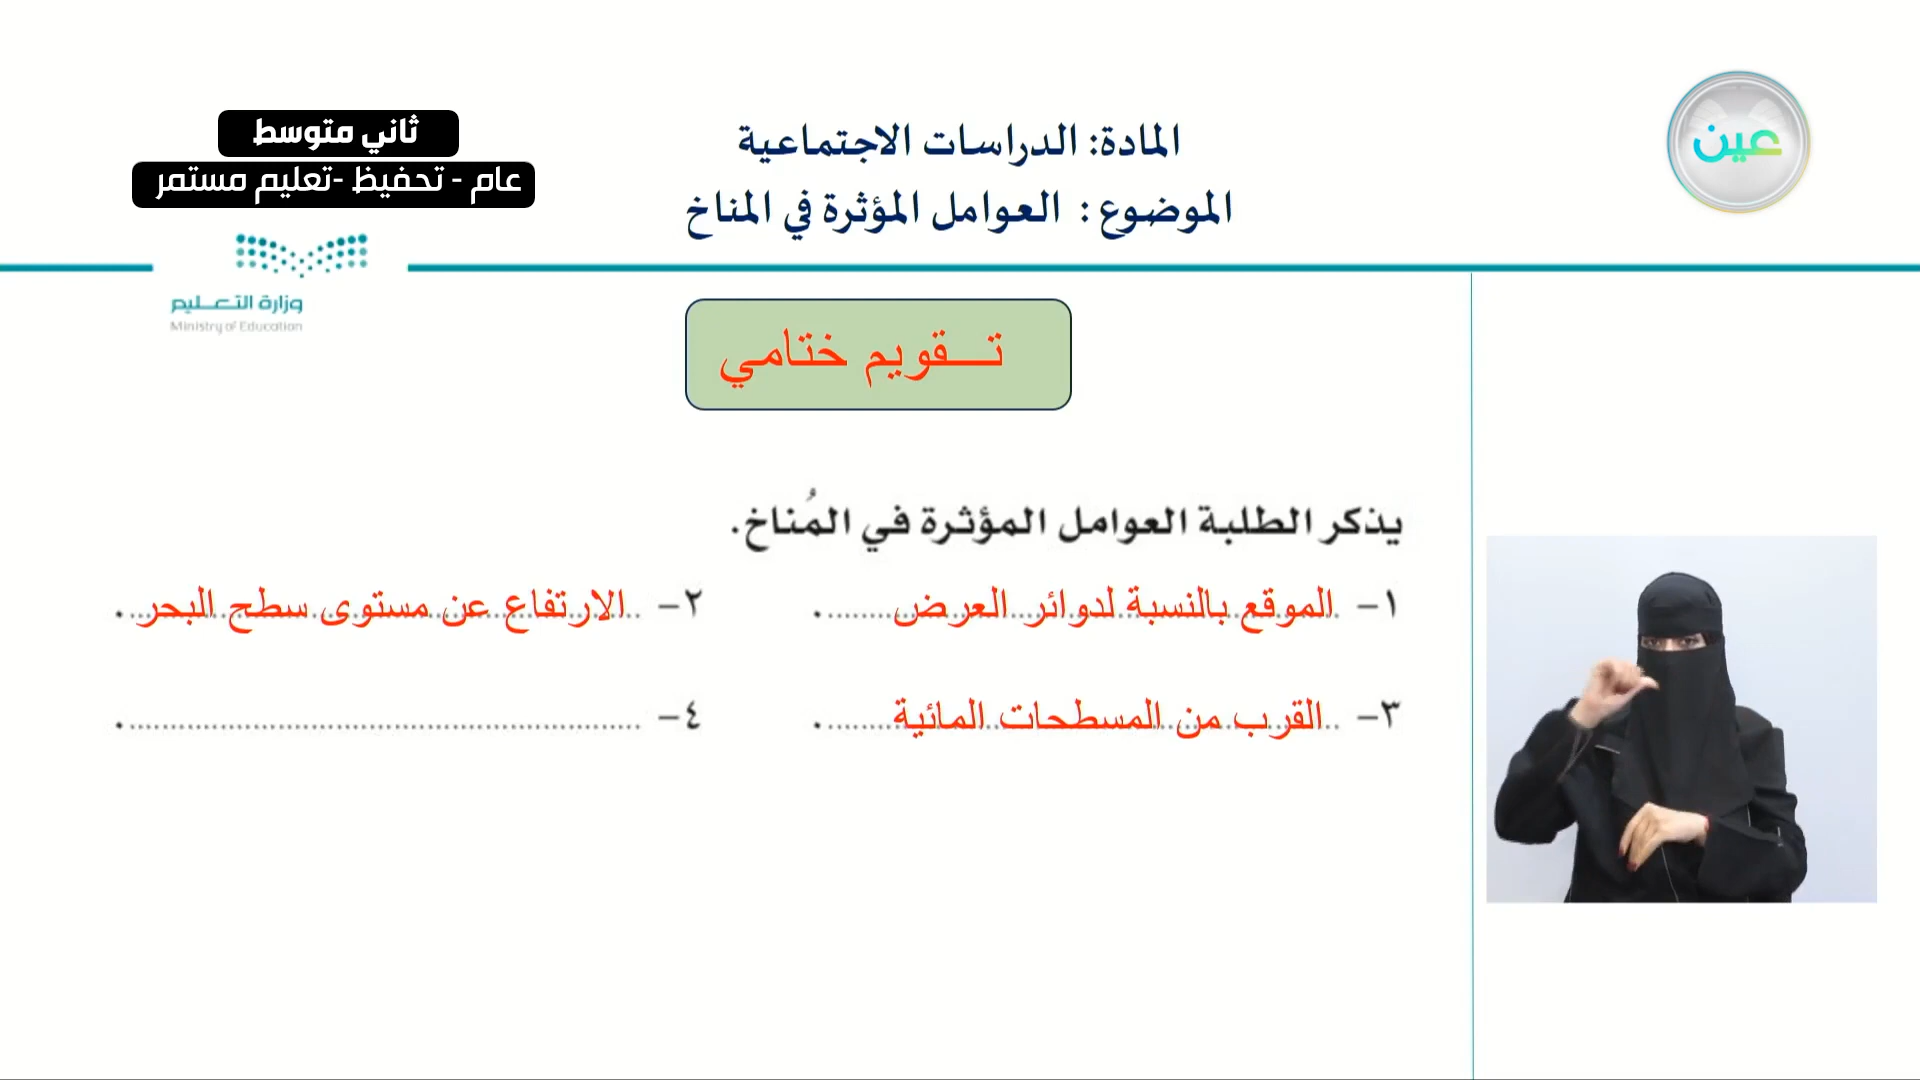 عين
المادة: الدراسات الاجتماعية
الموضوع : العوامل المؤثرة في المناخ
ثاني متوسط
عام - تحفيظ -تعليم مستمر
وزارة التعـــليم
Ministry of Education
تـــقويم ختامي
يذكر الطلبة العوامل المؤثرة في المُناخ.
١- الموقع بالنسبة لدوائر العرض
٢- الارتفاع عن مستوى سطح البحر
٣- القرب من المسطحات المائية
٤- ......................................................